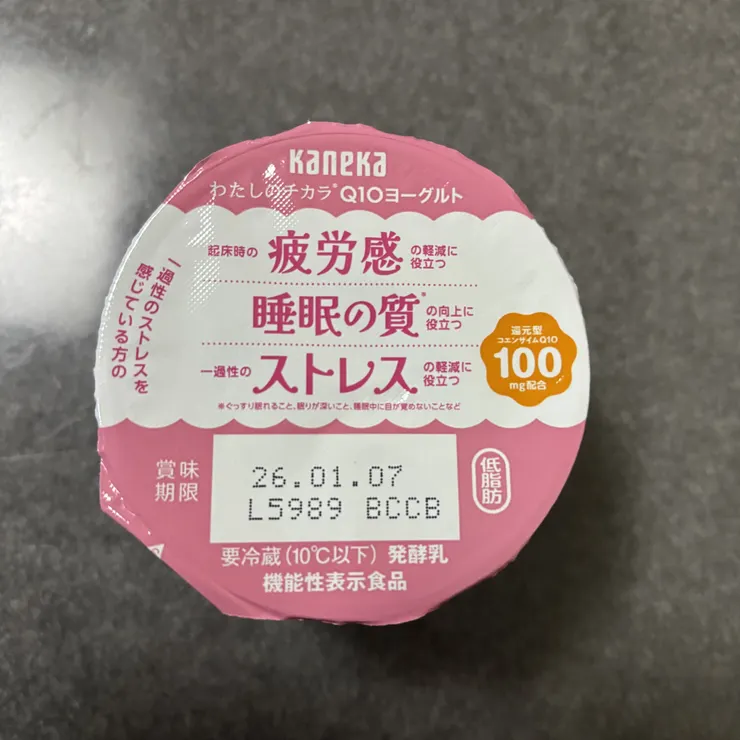 Kaneka
わたしのチカラ®Q10ヨーグルト
一過性のストレスを
感じている方の
起床時の 疲労感 の軽減に
役立つ
睡眠の質※ の向上に
役立つ
一過性の ストレス の軽減に
役立つ
※ぐっすり眠れること、眠りが深いこと、睡眠中に目が覚めないことなど
還元型
コエンザイムQ10
100
mg配合
賞味
期限
26.01.07
L5989 BCCB
低脂肪
要冷蔵(10℃以下) 発酵乳
機能性表示食品